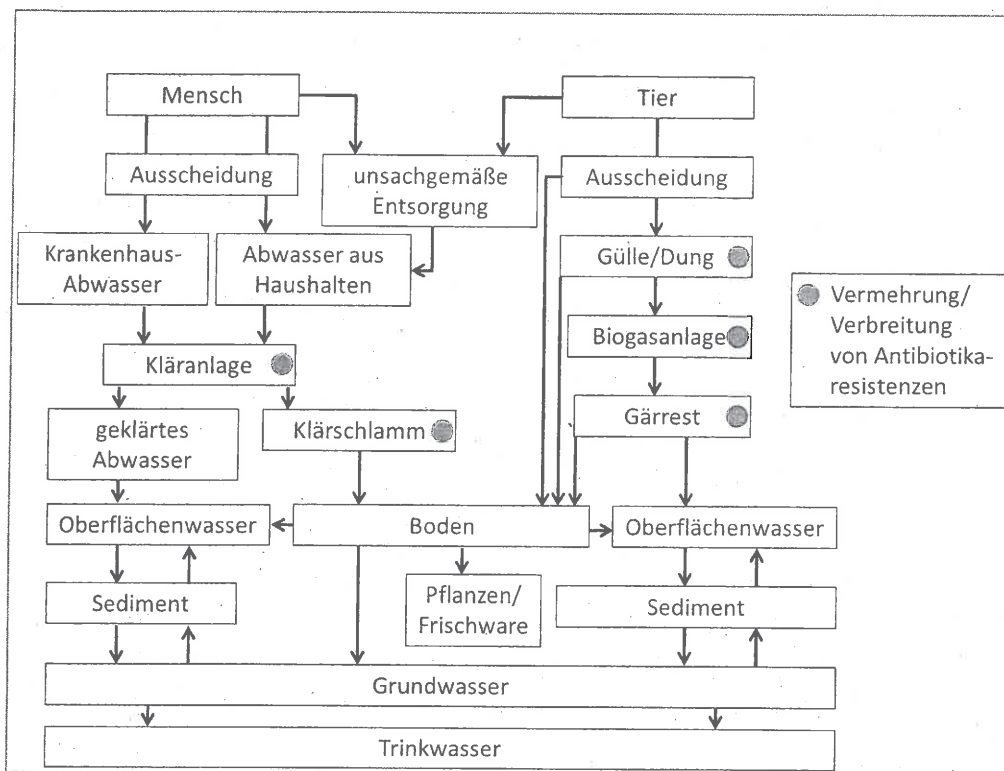 Mensch
Tier
Ausscheidung
unsachgemäße
Entsorgung
Ausscheidung
Krankenhaus-
Abwasser
Abwasser aus
Haushalten
Gülle/Dung
Vermehrung/
Verbreitung
von Antibiotika-
resistenzen
Biogasanlage
Kläranlage
geklärtes
Abwasser
Klärschlamm
Gärrest
Oberflächenwasser
Boden
Oberflächenwasser
Sediment
Pflanzen/
Frischware
Sediment
Grundwasser
Trinkwasser